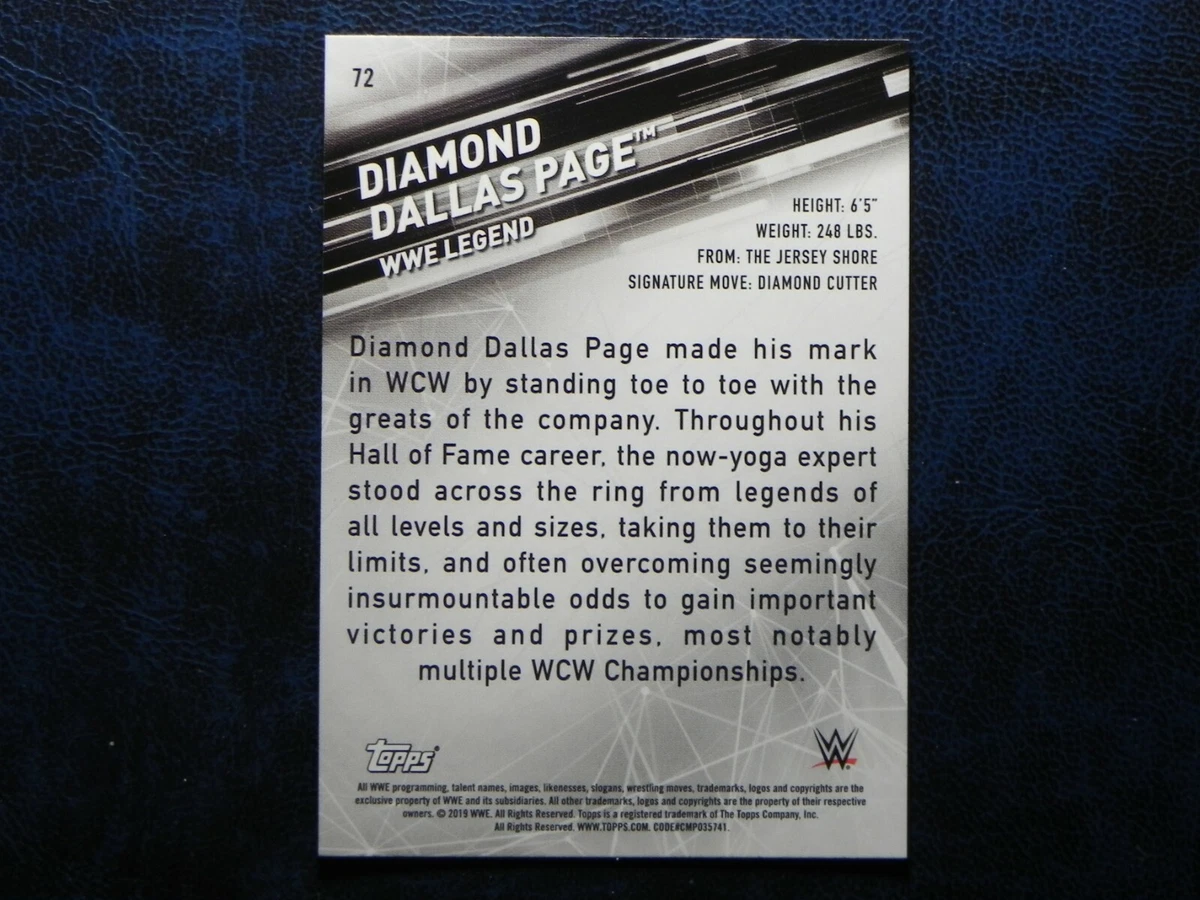 72
DIAMOND
DALLAS PAGE™
WWE LEGEND
HEIGHT: 6'5"
WEIGHT: 248 LBS.
FROM: THE JERSEY SHORE
SIGNATURE MOVE: DIAMOND CUTTER
Diamond Dallas Page made his mark
in WCW by standing toe to toe with the
greats of the company. Throughout his
Hall of Fame career, the now-yoga expert
stood across the ring from legends of
all levels and sizes, taking them to their
limits, and often overcoming seemingly
insurmountable odds to gain important
victories and prizes, most notably
multiple WCW Championships.
topps®
W
All WWE programming, talent names, images, likenesses, slogans, wrestling moves, trademarks, logos and copyrights are the
exclusive property of WWE and its subsidiaries. All other trademarks, logos and copyrights are the property of their respective
owners. © 2019 WWE. All Rights Reserved. Topps is a registered trademark of The Topps Company, Inc.
All Rights Reserved. WWW.TOPPS.COM. CODE#CMP035741.